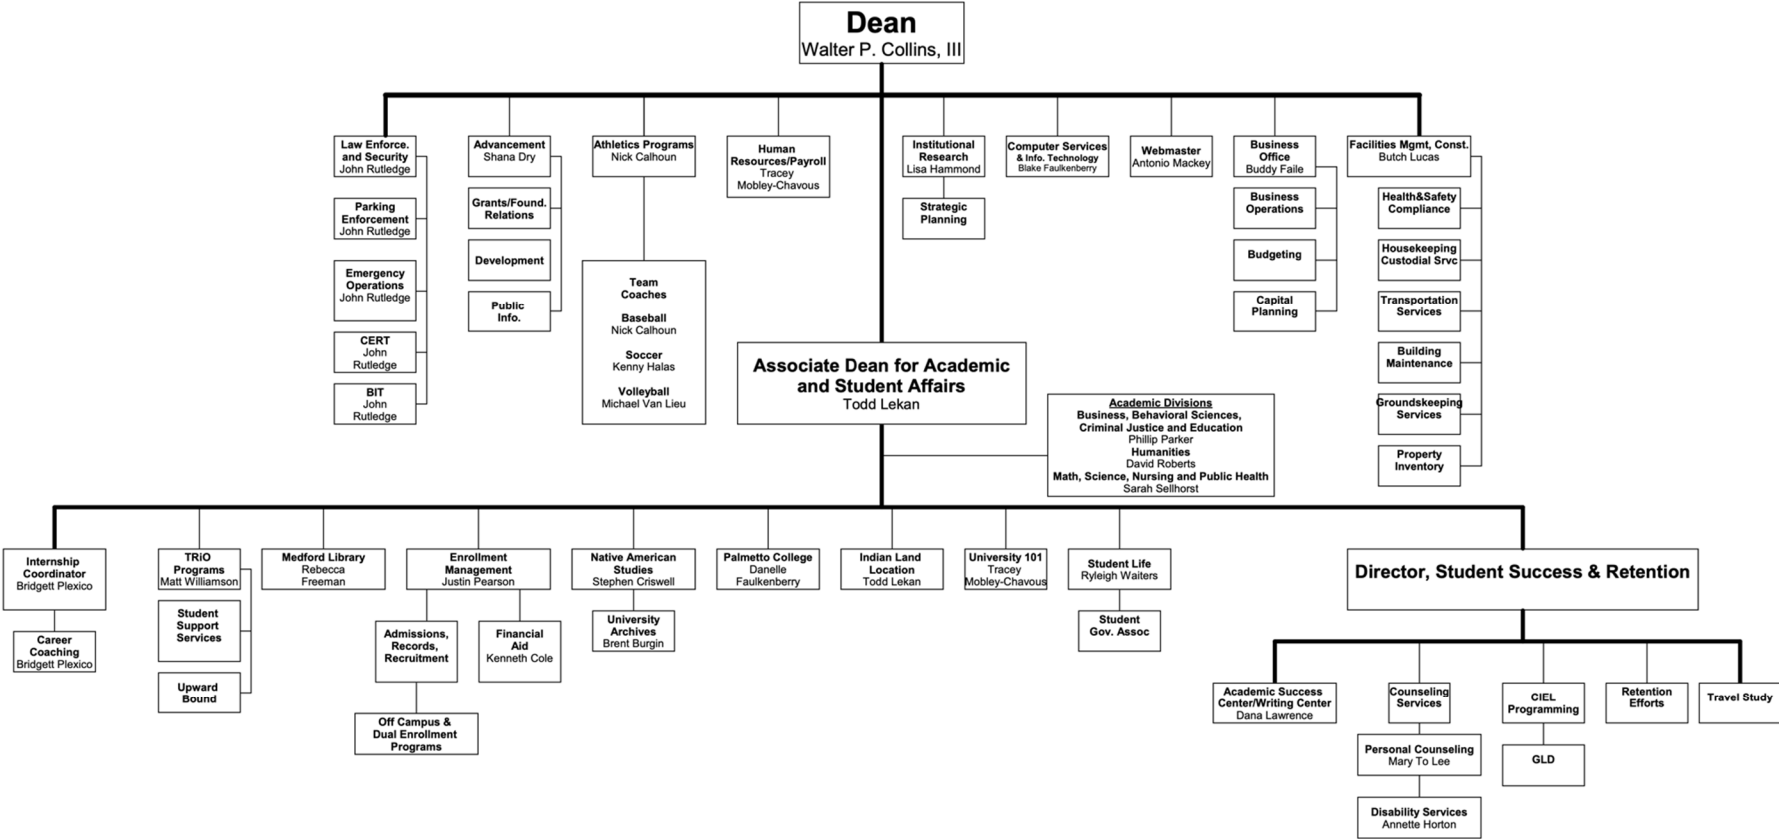 Dean
Walter P. Collins, III
Law Enforce.
and Security
John Rutledge
Parking
Enforcement
John Rutledge
Emergency
Operations
John Rutledge
CERT
John
Rutledge
BIT
John
Rutledge
Advancement
Shana Dry
Grants/Found.
Relations
Development
Public
Info.
Athletics Programs
Nick Calhoun
Team
Coaches
Baseball
Nick Calhoun
Soccer
Kenny Halas
Volleyball
Michael Van Lieu
Human
Resources/Payroll
Tracey
Mobley-Chavous
Institutional
Research
Lisa Hammond
Strategic
Planning
Computer Services
& Info. Technology
Blake Faulkenberry
Webmaster
Antonio Mackey
Business
Office
Buddy Faile
Business
Operations
Budgeting
Capital
Planning
Facilities Mgmt, Const.
Butch Lucas
Health&Safety
Compliance
Housekeeping
Custodial Srvc
Transportation
Services
Building
Maintenance
Groundskeeping
Services
Property
Inventory
Associate Dean for Academic
and Student Affairs
Todd Lekan
Academic Divisions
Business, Behavioral Sciences,
Criminal Justice and Education
Phillip Parker
Humanities
David Roberts
Math, Science, Nursing and Public Health
Sarah Sellhorst
Internship
Coordinator
Bridgett Plexico
Career
Coaching
Bridgett Plexico
TRiO
Programs
Matt Williamson
Student
Support
Services
Upward
Bound
Medford Library
Rebecca
Freeman
Enrollment
Management
Justin Pearson
Admissions,
Records,
Recruitment
Financial
Aid
Kenneth Cole
Off Campus &
Dual Enrollment
Programs
Native American
Studies
Stephen Criswell
University
Archives
Brent Burgin
Palmetto College
Danelle
Faulkenberry
Indian Land
Location
Todd Lekan
University 101
Tracey
Mobley-Chavous
Student Life
Ryleigh Waiters
Student
Gov. Assoc
Director, Student Success & Retention
Academic Success
Center/Writing Center
Dana Lawrence
Counseling
Services
Personal Counseling
Mary To Lee
Disability Services
Annette Horton
CIEL
Programming
GLD
Retention
Efforts
Travel Study